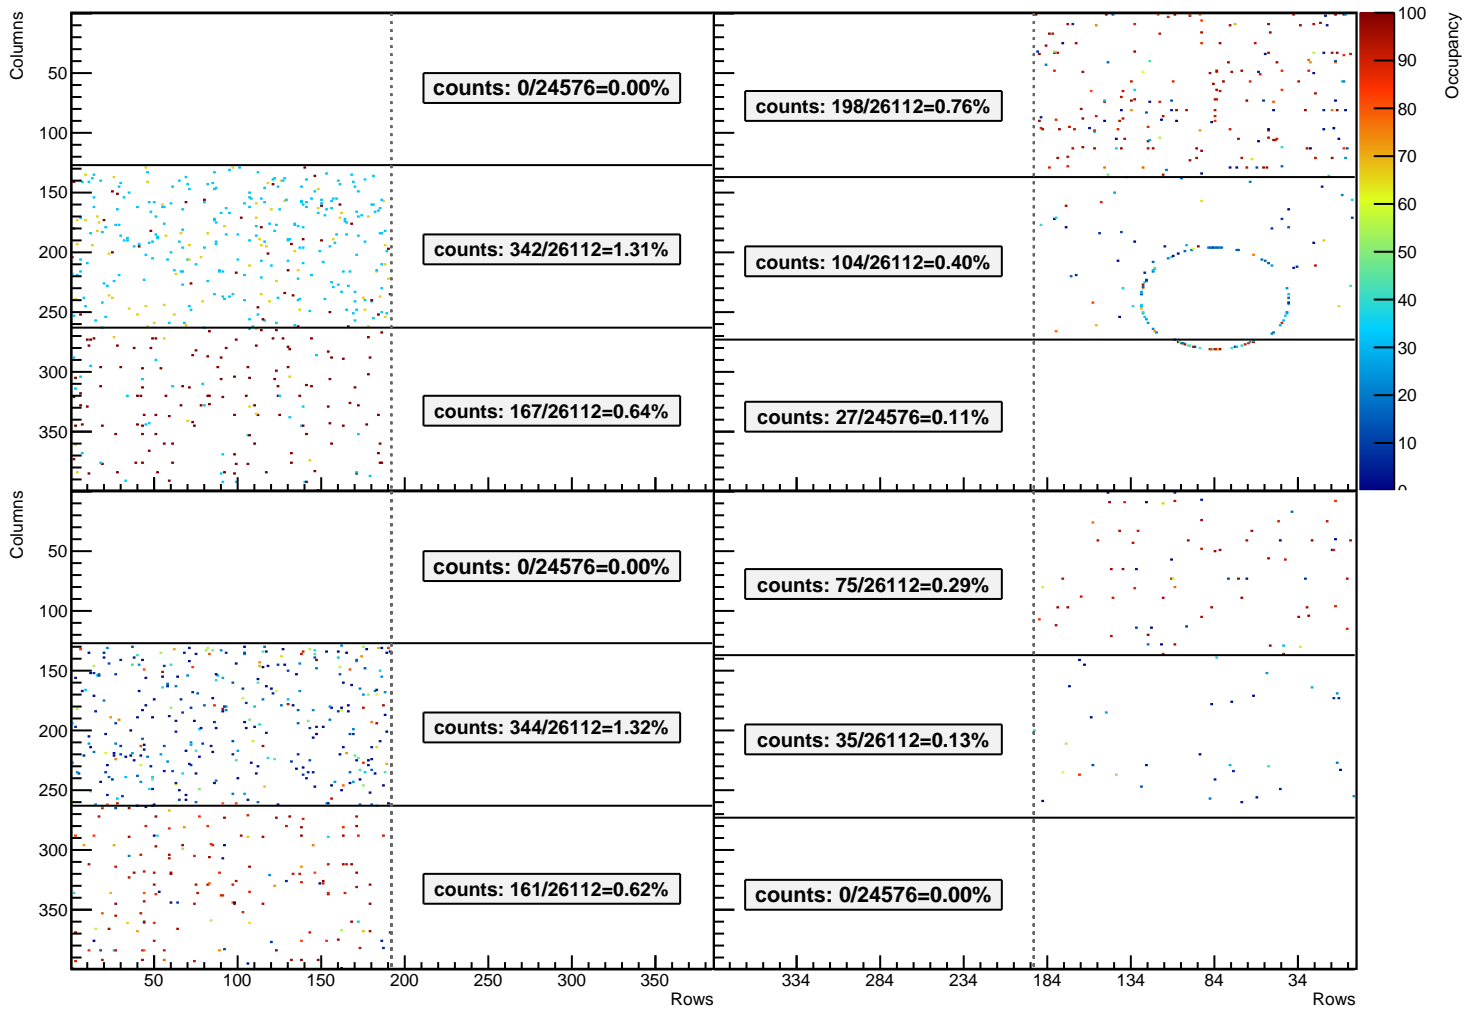 Columns
50
100
150
200
250
300
350
counts: 0/24576=0.00%
counts: 342/26112=1.31%
counts: 167/26112=0.64%
counts: 198/26112=0.76%
counts: 104/26112=0.40%
counts: 27/24576=0.11%
100
90
80
70
60
50
40
30
20
10
0
Occupancy
Columns
50
100
150
200
250
300
350
counts: 0/24576=0.00%
counts: 344/26112=1.32%
counts: 161/26112=0.62%
50 100 150 200 250 300 350
Rows
counts: 75/26112=0.29%
counts: 35/26112=0.13%
counts: 0/24576=0.00%
334 284 234 184 134 84 34
Rows